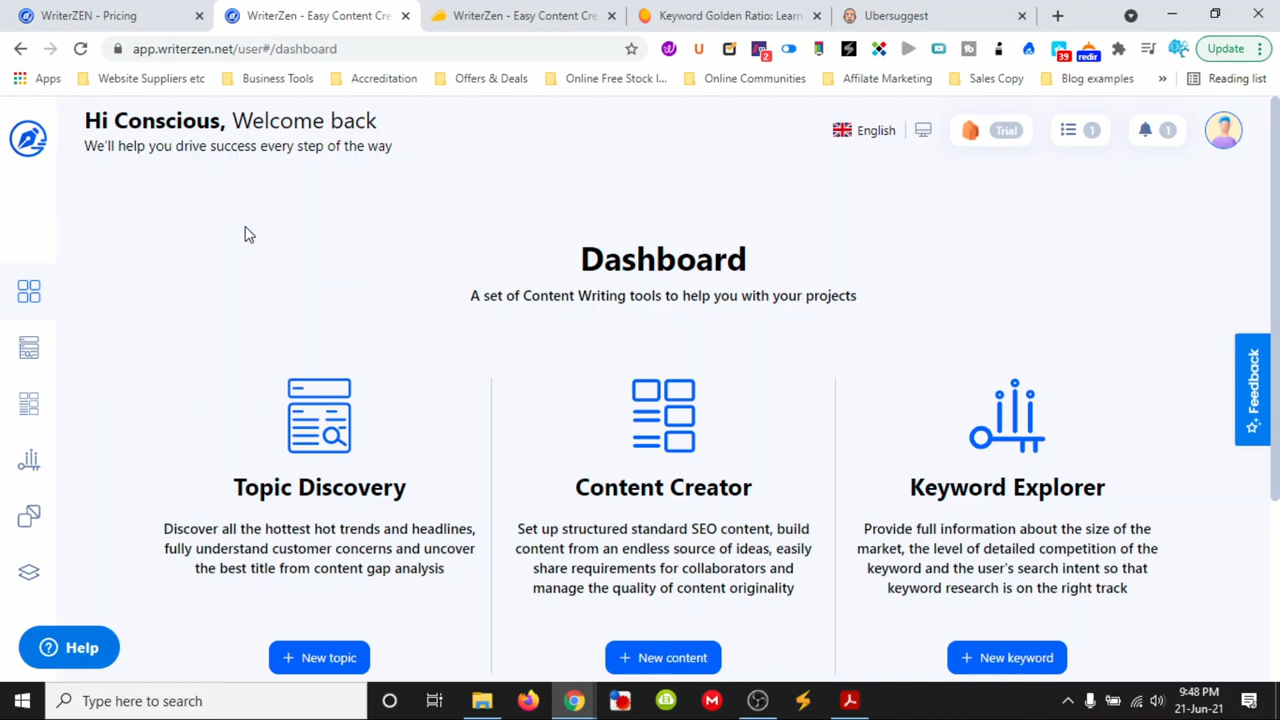 WriterZEN - Pricing
WriterZen - Easy Content Cre
WriterZen - Easy Content Cre
Keyword Golden Ratio: Learn
Ubersuggest
app.writerzen.net/user#/dashboard
2
39
redir
Update
Apps
Website Suppliers etc
Business Tools
Accreditation
Offers & Deals
Online Free Stock I...
Online Communities
Affilate Marketing
Sales Copy
Blog examples
Reading list
Hi Conscious, Welcome back
We'll help you drive success every step of the way
English
Trial
1
1
Dashboard
A set of Content Writing tools to help you with your projects
Feedback
Topic Discovery
Discover all the hottest hot trends and headlines,
fully understand customer concerns and uncover
the best title from content gap analysis
New topic
Content Creator
Set up structured standard SEO content, build
content from an endless source of ideas, easily
share requirements for collaborators and
manage the quality of content originality
New content
Keyword Explorer
Provide full information about the size of the
market, the level of detailed competition of the
keyword and the user's search intent so that
keyword research is on the right track
New keyword
Help
Type here to search
9:48 PM
21-Jun-21